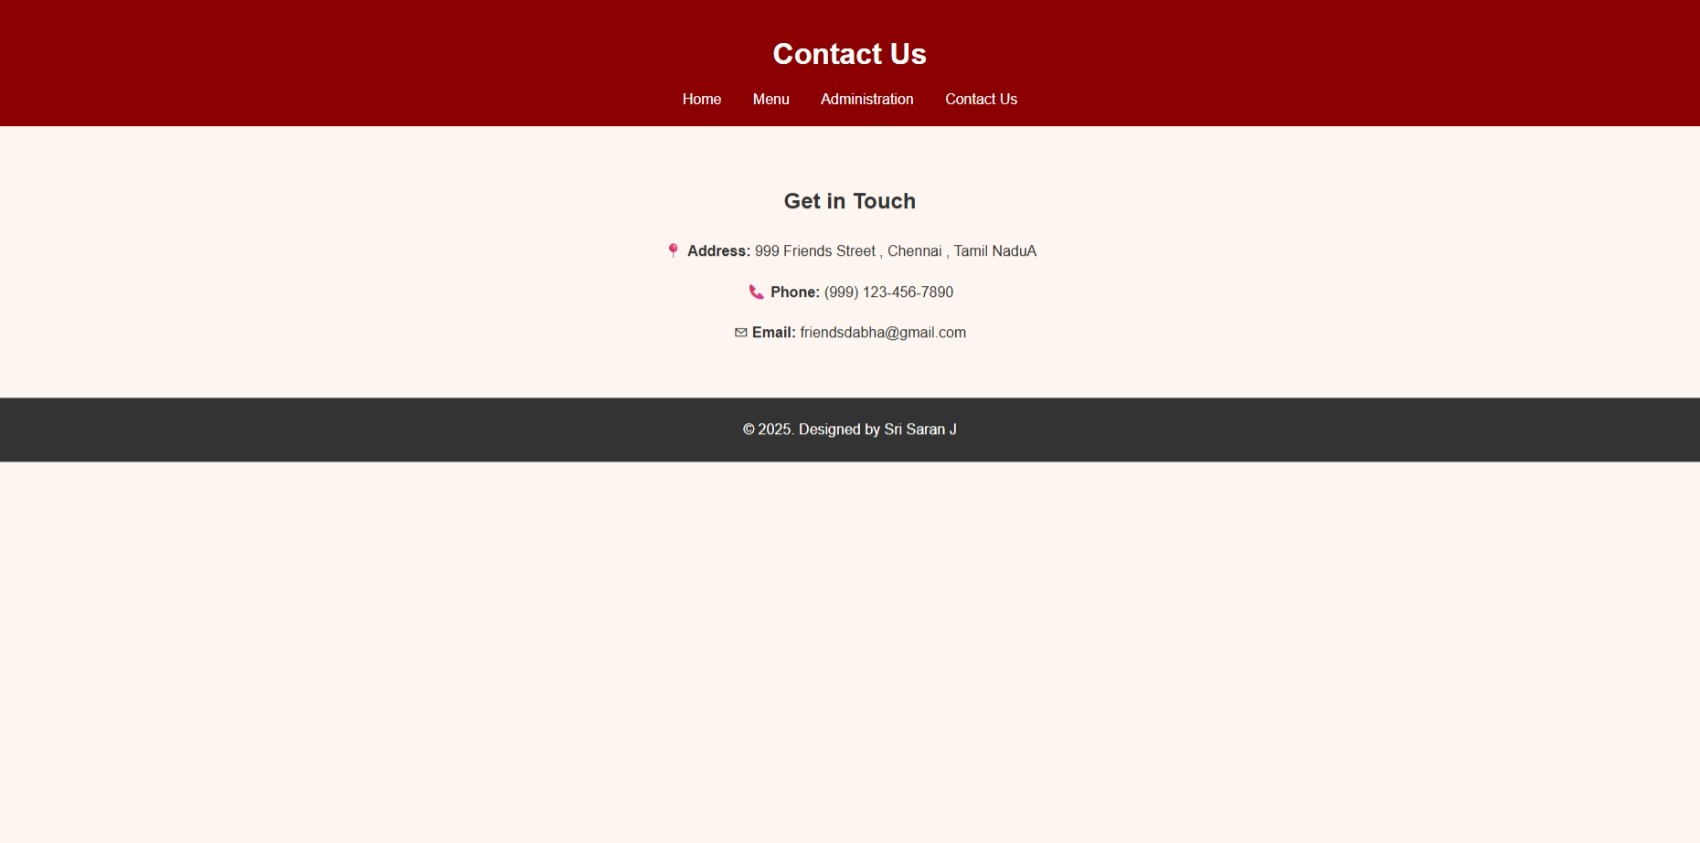 Contact Us
Home Menu Administration Contact Us
Get in Touch
📍 Address: 999 Friends Street , Chennai , Tamil NaduA
📞 Phone: (999) 123-456-7890
✉ Email: friendsdabha@gmail.com
© 2025. Designed by Sri Saran J